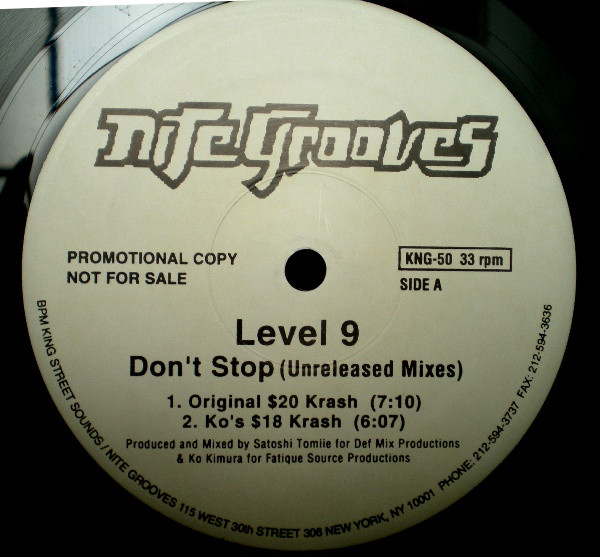 nite grooves
PROMOTIONAL COPY
NOT FOR SALE
KNG-50 33 rpm
SIDE A
Level 9
Don't Stop (Unreleased Mixes)
1. Original $20 Krash (7:10)
2. Ko's $18 Krash (6:07)
Produced and Mixed by Satoshi Tomiie for Def Mix Productions
& Ko Kimura for Fatique Source Productions
BPM KING STREET SOUNDS / NITE GROOVES 115 WEST 30th STREET 306 NEW YORK, NY 10001 PHONE: 212-594-3737 FAX: 212-594-3636